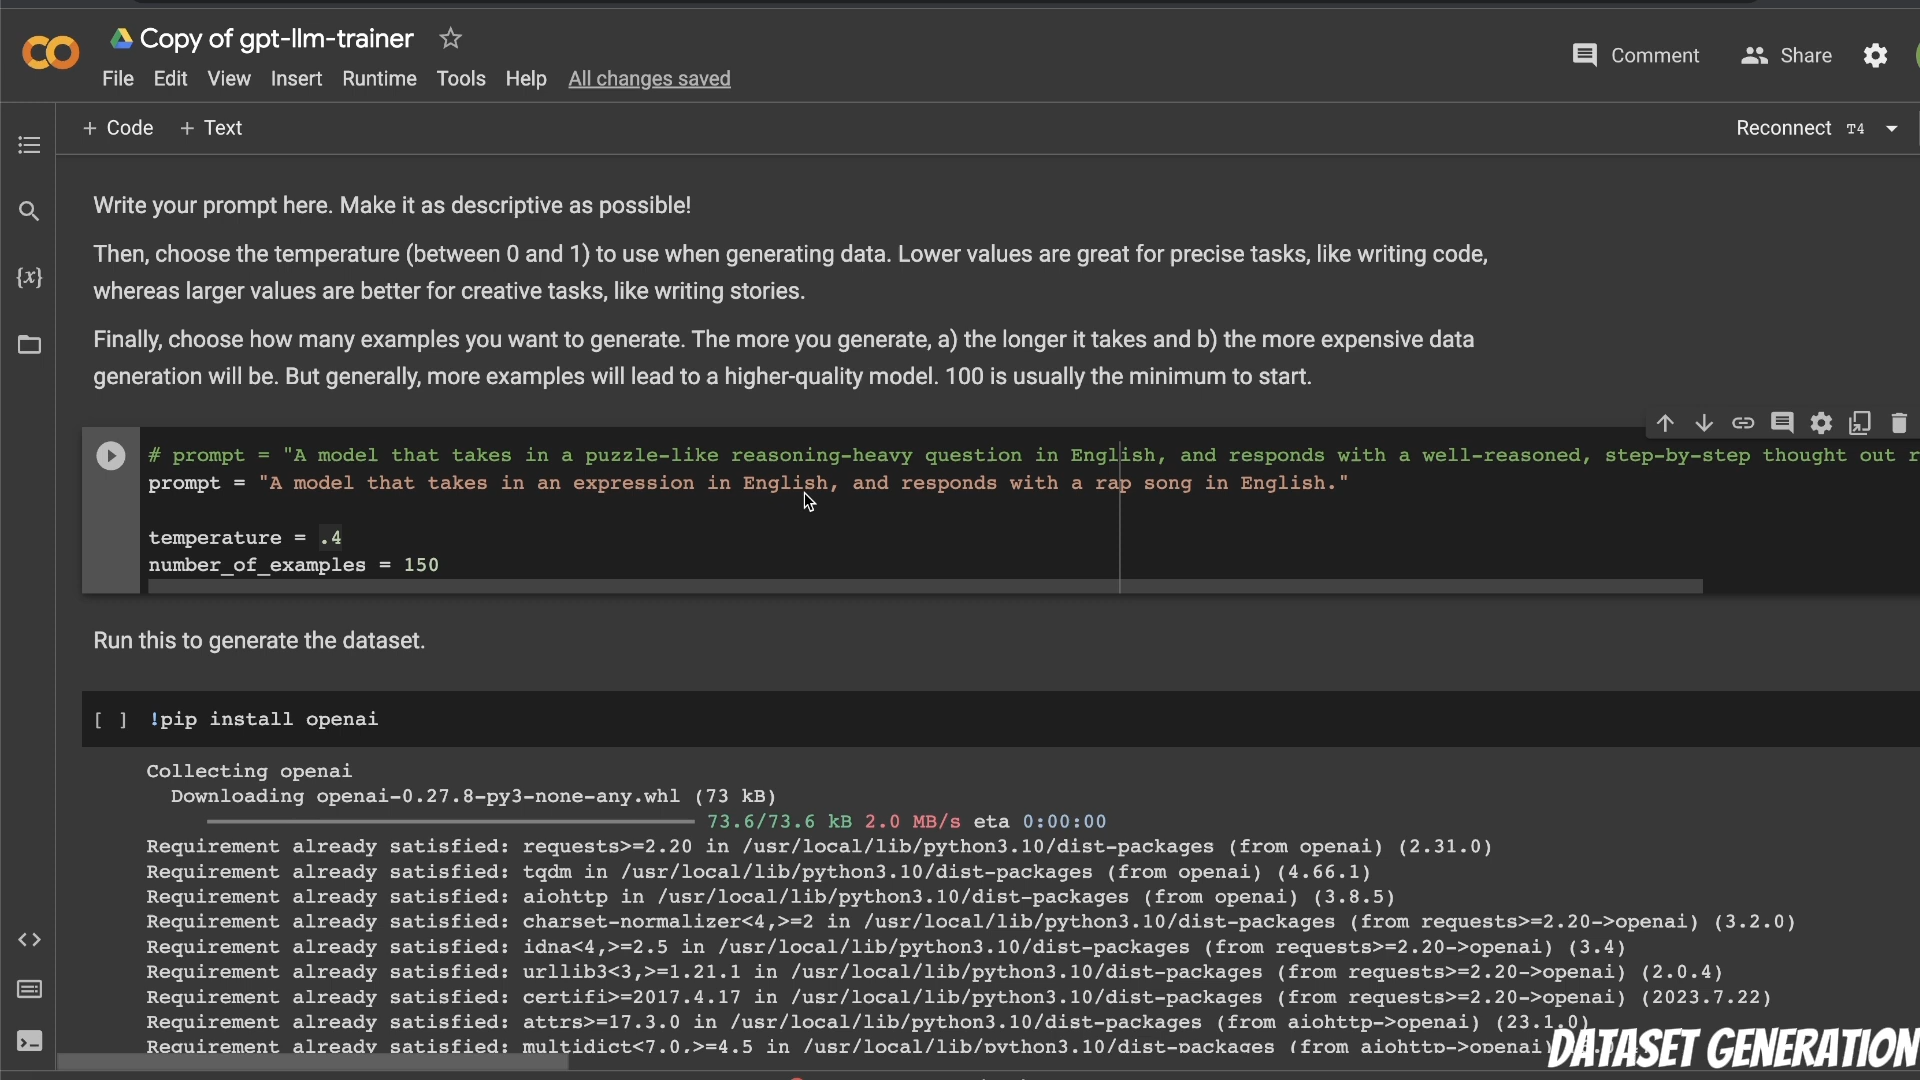 Copy of gpt-llm-trainer
File Edit View Insert Runtime Tools Help All changes saved
Comment Share
+ Code + Text
Reconnect T4
Write your prompt here. Make it as descriptive as possible!
Then, choose the temperature (between 0 and 1) to use when generating data. Lower values are great for precise tasks, like writing code,
whereas larger values are better for creative tasks, like writing stories.
Finally, choose how many examples you want to generate. The more you generate, a) the longer it takes and b) the more expensive data
generation will be. But generally, more examples will lead to a higher-quality model. 100 is usually the minimum to start.
# prompt = "A model that takes in a puzzle-like reasoning-heavy question in English, and responds with a well-reasoned, step-by-step thought out r
prompt = "A model that takes in an expression in English, and responds with a rap song in English."
temperature = .4
number_of_examples = 150
Run this to generate the dataset.
[ ] !pip install openai
Collecting openai
Downloading openai-0.27.8-py3-none-any.whl (73 kB)
73.6/73.6 kB 2.0 MB/s eta 0:00:00
Requirement already satisfied: requests>=2.20 in /usr/local/lib/python3.10/dist-packages (from openai) (2.31.0)
Requirement already satisfied: tqdm in /usr/local/lib/python3.10/dist-packages (from openai) (4.66.1)
Requirement already satisfied: aiohttp in /usr/local/lib/python3.10/dist-packages (from openai) (3.8.5)
Requirement already satisfied: charset-normalizer<4,>=2 in /usr/local/lib/python3.10/dist-packages (from requests>=2.20->openai) (3.2.0)
Requirement already satisfied: idna<4,>=2.5 in /usr/local/lib/python3.10/dist-packages (from requests>=2.20->openai) (3.4)
Requirement already satisfied: urllib3<3,>=1.21.1 in /usr/local/lib/python3.10/dist-packages (from requests>=2.20->openai) (2.0.4)
Requirement already satisfied: certifi>=2017.4.17 in /usr/local/lib/python3.10/dist-packages (from requests>=2.20->openai) (2023.7.22)
Requirement already satisfied: attrs>=17.3.0 in /usr/local/lib/python3.10/dist-packages (from aiohttp->openai) (23.1.0)
Requirement already satisfied: multidict<7.0,>=4.5 in /usr/local/lib/python3.10/dist-packages (from aiohttp->openai)
DATASET GENERATION